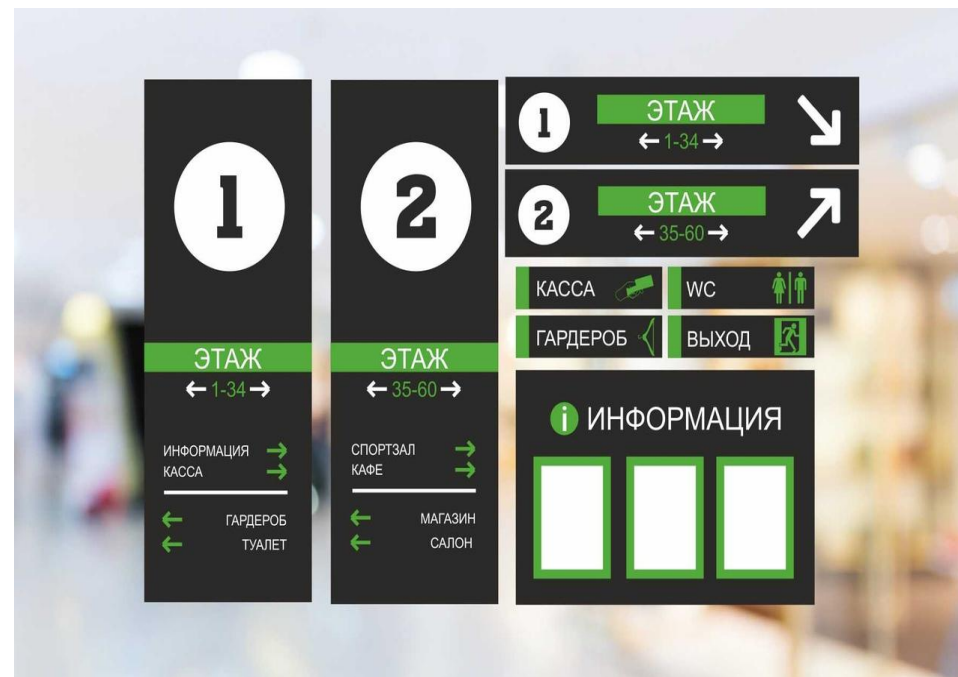 1
ЭТАЖ
← 1-34 →
ИНФОРМАЦИЯ →
КАССА →
← ГАРДЕРОБ
← ТУАЛЕТ
2
ЭТАЖ
← 35-60 →
СПОРТЗАЛ →
КАФЕ →
← МАГАЗИН
← САЛОН
1 ЭТАЖ
← 1-34 →
2 ЭТАЖ
← 35-60 →
КАССА
WC
ГАРДЕРОБ
ВЫХОД
i ИНФОРМАЦИЯ